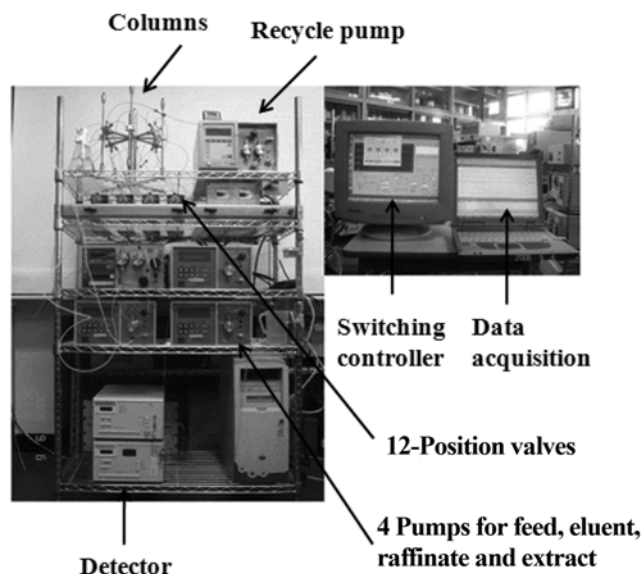 Columns
Recycle pump
Switching
controller
Data
acquisition
12-Position valves
4 Pumps for feed, eluent,
raffinate and extract
Detector